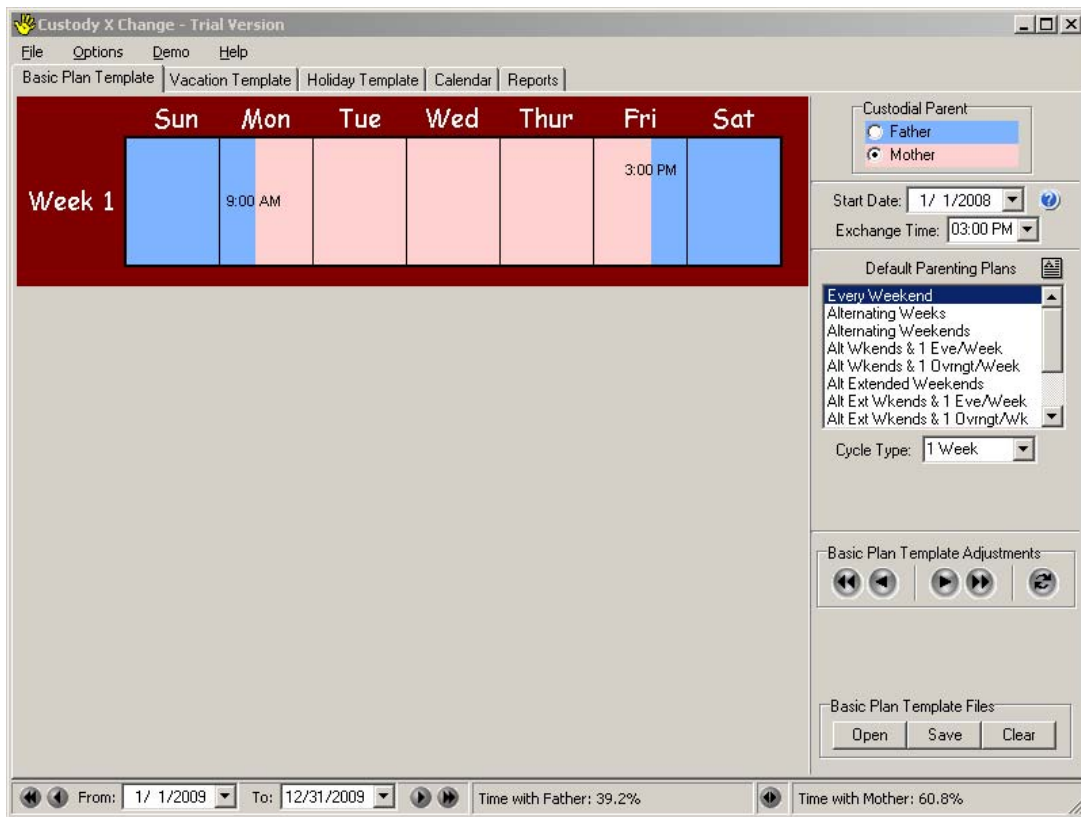 Custody X Change - Trial Version
File Options Demo Help
Basic Plan Template Vacation Template Holiday Template Calendar Reports
Sun Mon Tue Wed Thur Fri Sat
Week 1
9:00 AM
3:00 PM
Custodial Parent
Father
Mother
Start Date: 1/ 1/2008
Exchange Time: 03:00 PM
Default Parenting Plans
Every Weekend
Alternating Weeks
Alternating Weekends
Alt Wkends & 1 Eve/Week
Alt Wkends & 1 Ovrngt/Week
Alt Extended Weekends
Alt Ext Wkends & 1 Eve/Week
Alt Ext Wkends & 1 Ovrngt/Wk
Cycle Type: 1 Week
Basic Plan Template Adjustments
Basic Plan Template Files
Open Save Clear
From: 1/ 1/2009 To: 12/31/2009 Time with Father: 39.2% Time with Mother: 60.8%